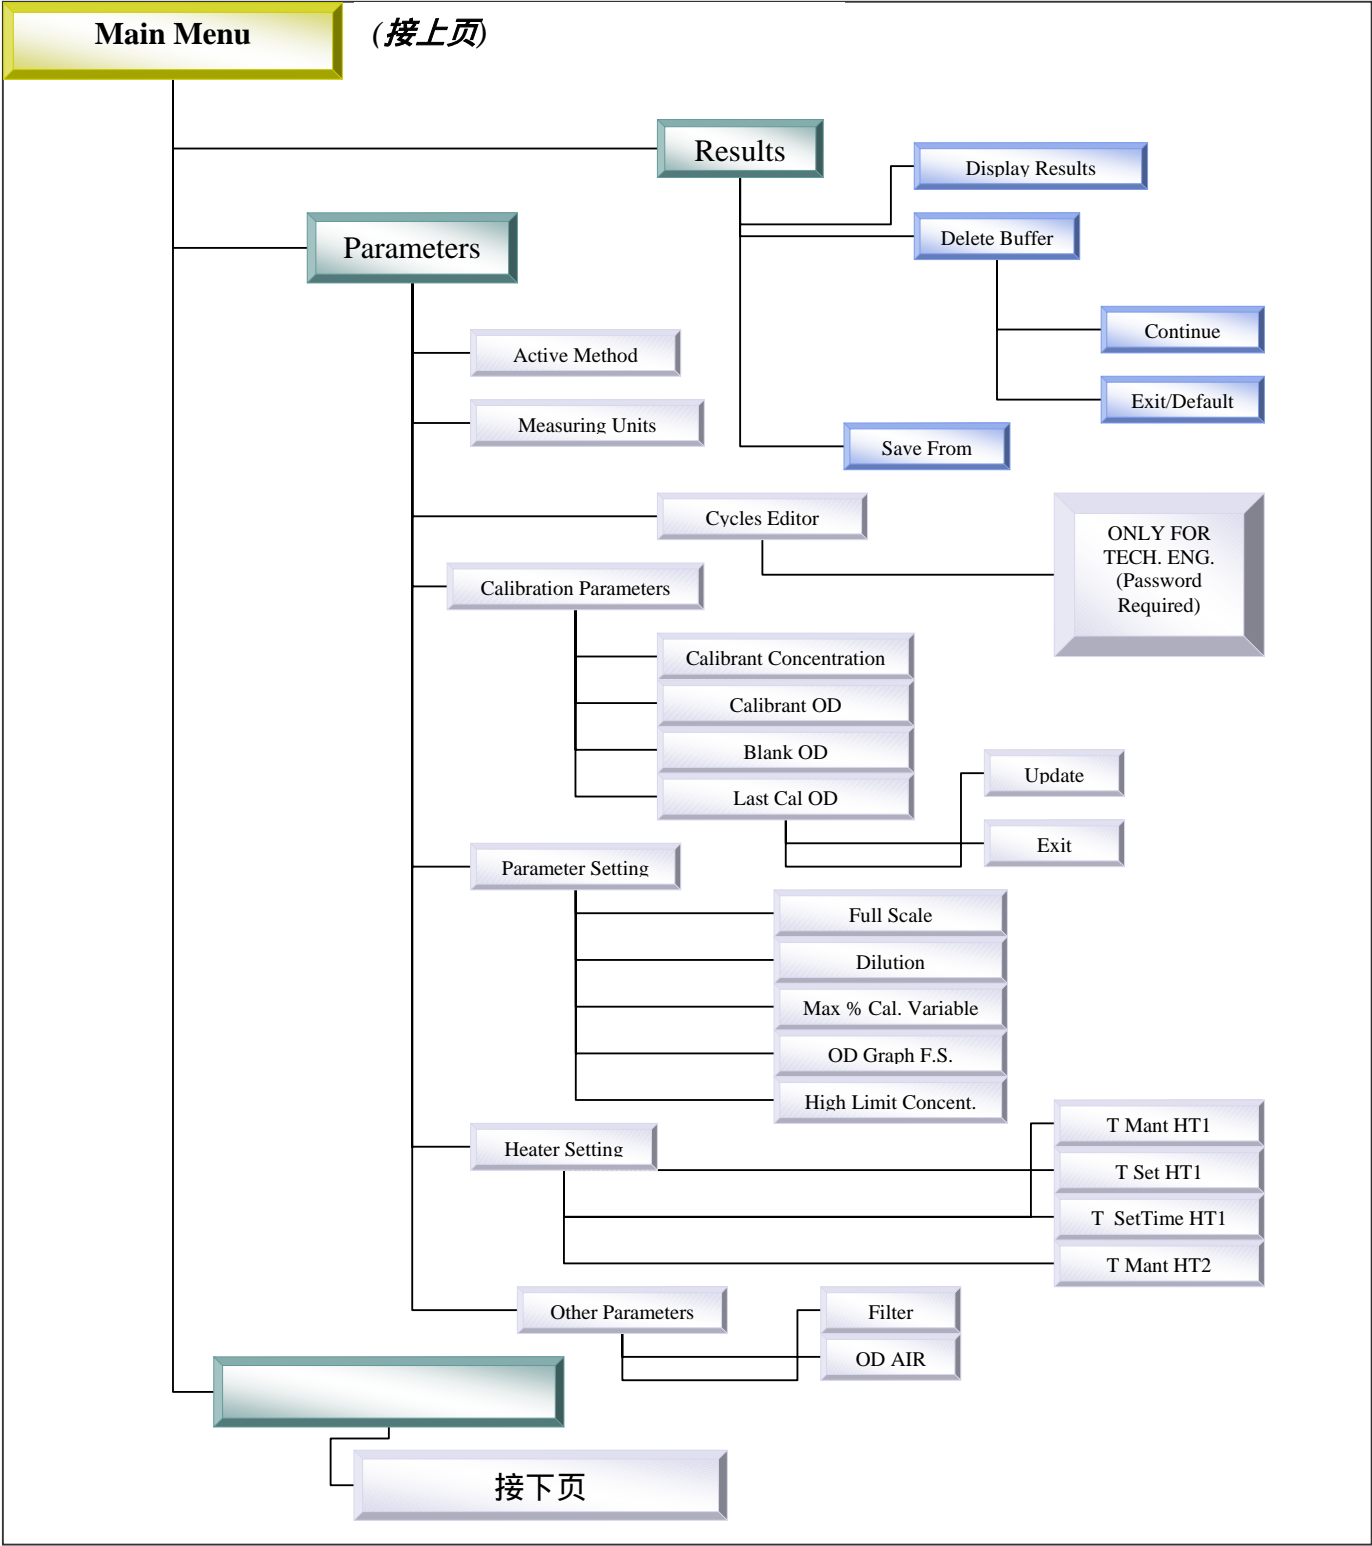 Main Menu
(接上页)
Results
Display Results
Parameters
Delete Buffer
Continue
Active Method
Exit/Default
Measuring Units
Save From
Cycles Editor
ONLY FOR
TECH. ENG.
(Password
Required)
Calibration Parameters
Calibrant Concentration
Calibrant OD
Blank OD
Update
Last Cal OD
Exit
Parameter Setting
Full Scale
Dilution
Max % Cal. Variable
OD Graph F.S.
High Limit Concent.
T Mant HT1
Heater Setting
T Set HT1
T SetTime HT1
T Mant HT2
Other Parameters
Filter
OD AIR
接下页